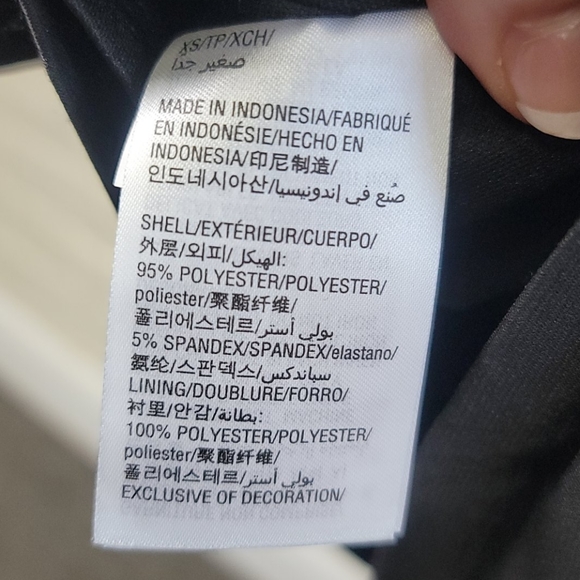 XS/TP/XCH/
صغير جدًا
MADE IN INDONESIA/FABRIQUÉ
EN INDONÉSIE/HECHO EN
INDONESIA/印尼制造/
인도네시아산/صُنع في إندونيسيا
SHELL/EXTÉRIEUR/CUERPO/
外层/외피/الهيكل:
95% POLYESTER/POLYESTER/
poliester/聚酯纤维/
폴리에스테르/بولي أستر
5% SPANDEX/SPANDEX/elastano/
氨纶/스판덱스/سباندكس
LINING/DOUBLURE/FORRO/
衬里/안감/بطانة:
100% POLYESTER/POLYESTER/
poliester/聚酯纤维/
폴리에스테르/بولي أستر
EXCLUSIVE OF DECORATION/